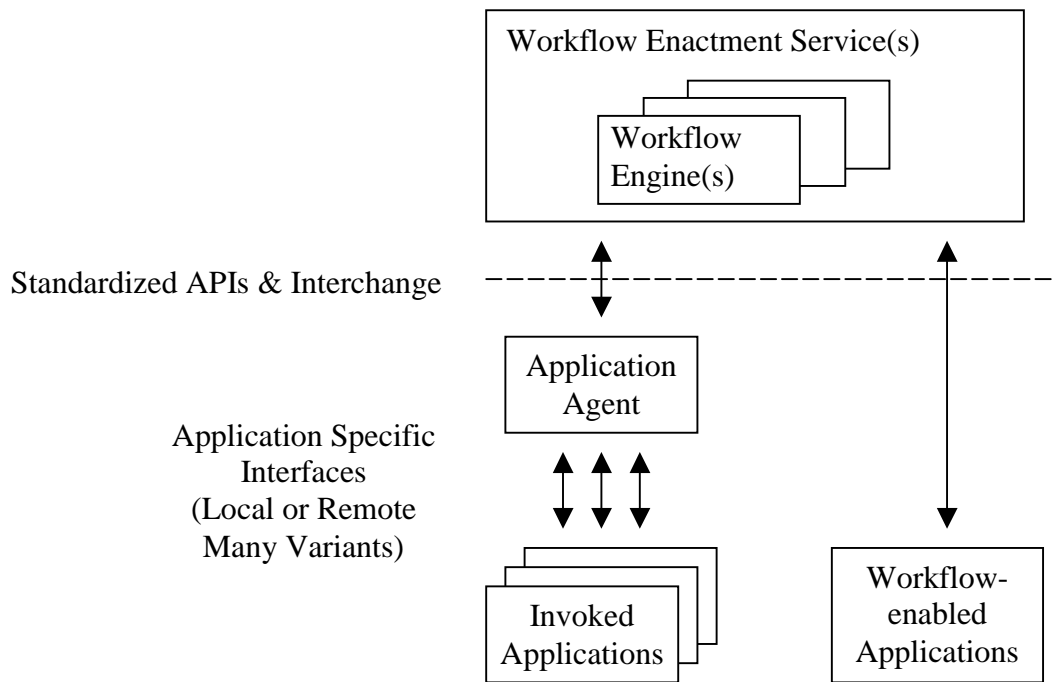 Workflow Enactment Service(s)
Workflow
Engine(s)
Standardized APIs & Interchange
Application
Agent
Application Specific
Interfaces
(Local or Remote
Many Variants)
Invoked
Applications
Workflow-
enabled
Applications